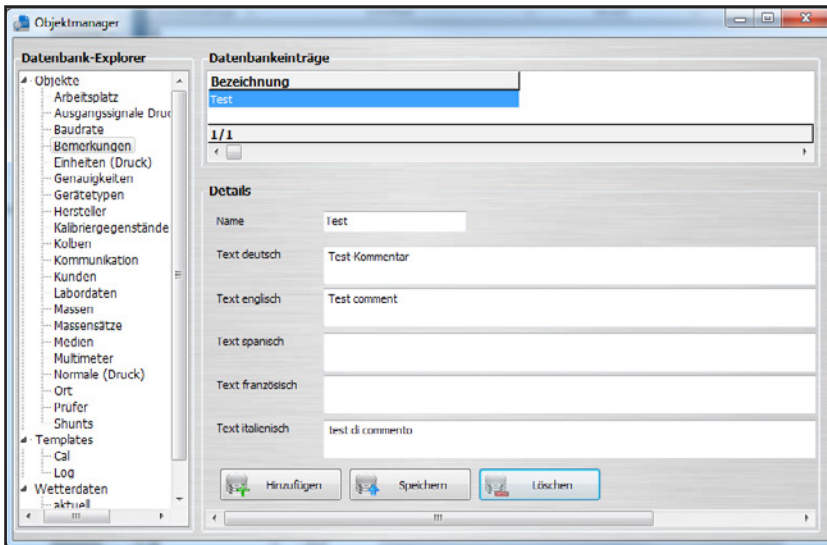 Objektmanager
Datenbank-Explorer
Objekte
Arbeitsplatz
Ausgangssignale Druc
Baudrate
Bemerkungen
Einheiten (Druck)
Genauigkeiten
Gerätetypen
Hersteller
Kalibriergegenstände
Kolben
Kommunikation
Kunden
Labordaten
Massen
Massensätze
Medien
Multimeter
Normale (Druck)
Ort
Prüfer
Shunts
Templates
Cal
Log
Wetterdaten
aktuell
Datenbankeinträge
Bezeichnung
Test
1/1
Details
Name Test
Text deutsch Test Kommentar
Text englisch Test comment
Text spanisch
Text französisch
Text italienisch test di commento
Hinzufügen Speichern Löschen